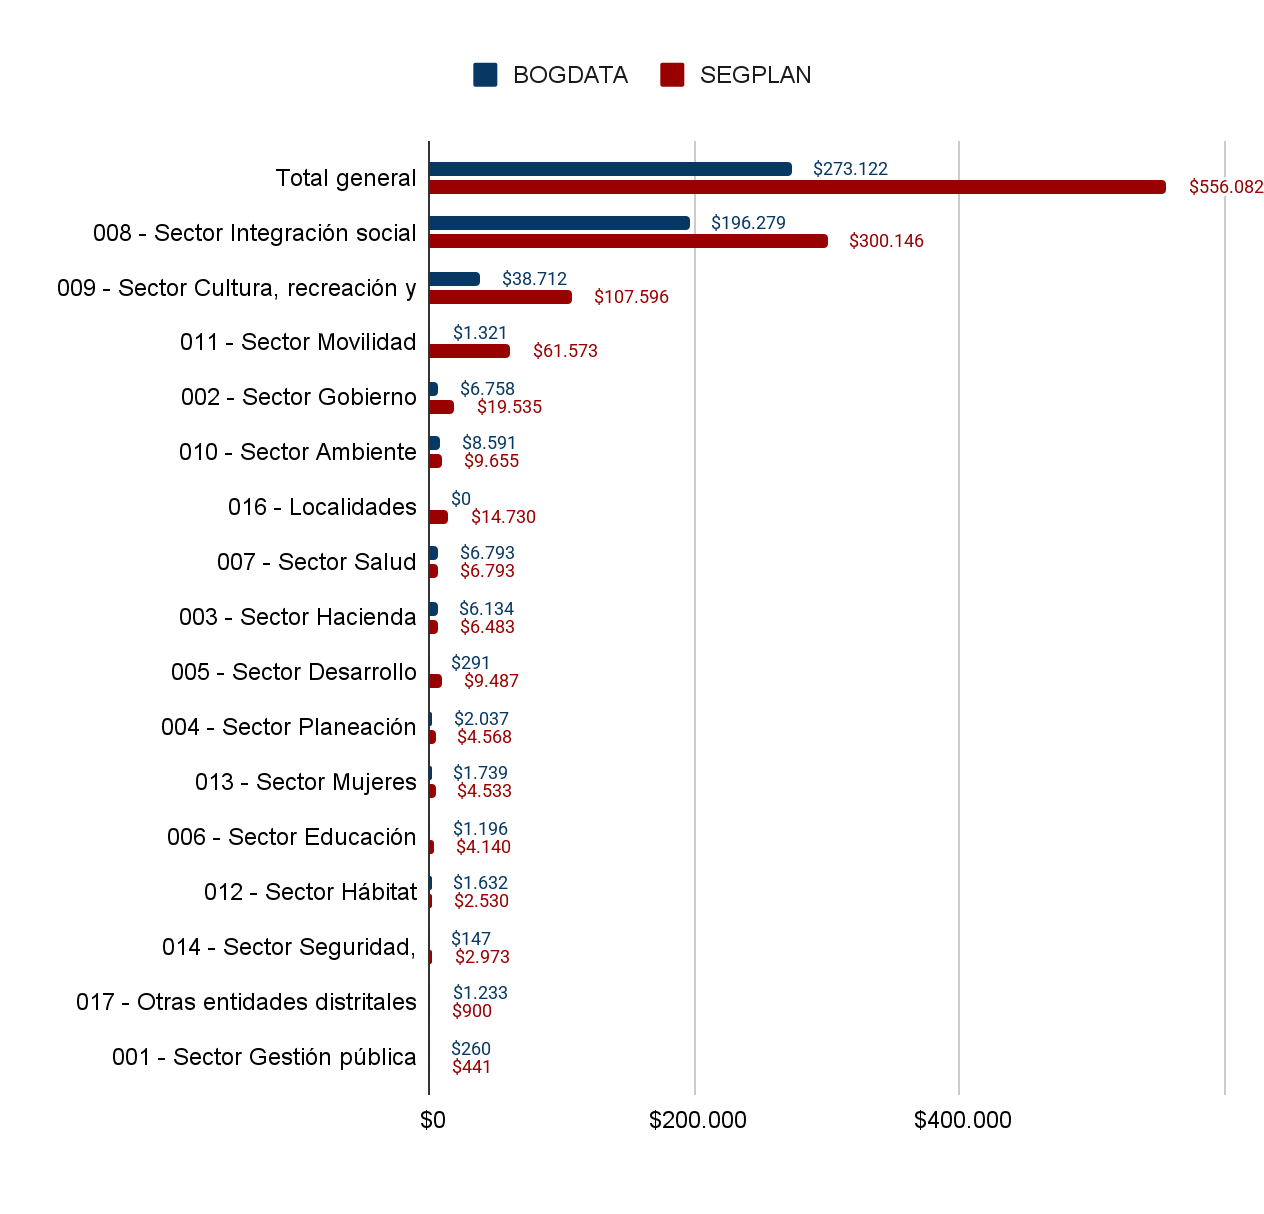 BOGDATA SEGPLAN
Total general $273.122
$556.082
008 - Sector Integración social $196.279
$300.146
009 - Sector Cultura, recreación y $38.712
$107.596
011 - Sector Movilidad $1.321
$61.573
002 - Sector Gobierno $6.758
$19.535
010 - Sector Ambiente $8.591
$9.655
016 - Localidades $0
$14.730
007 - Sector Salud $6.793
$6.793
003 - Sector Hacienda $6.134
$6.483
005 - Sector Desarrollo $291
$9.487
004 - Sector Planeación $2.037
$4.568
013 - Sector Mujeres $1.739
$4.533
006 - Sector Educación $1.196
$4.140
012 - Sector Hábitat $1.632
$2.530
014 - Sector Seguridad, $147
$2.973
017 - Otras entidades distritales $1.233
$900
001 - Sector Gestión pública $260
$441
$0 $200.000 $400.000